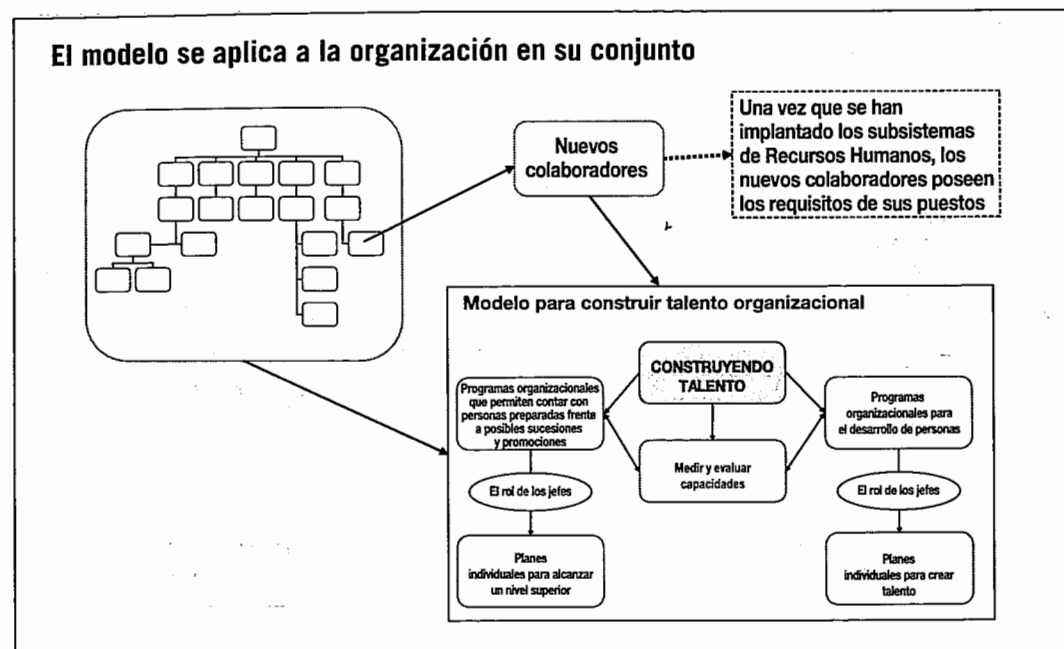 El modelo se aplica a la organización en su conjunto
Nuevos
colaboradores
Una vez que se han
implantado los subsistemas
de Recursos Humanos, los
nuevos colaboradores poseen
los requisitos de sus puestos
Modelo para construir talento organizacional
CONSTRUYENDO
TALENTO
Programas organizacionales
que permiten contar con
personas preparadas frente
a posibles sucesiones
y promociones
Medir y evaluar
capacidades
Programas
organizacionales para
el desarrollo de personas
El rol de los jefes
El rol de los jefes
Planes
individuales para alcanzar
un nivel superior
Planes
individuales para crear
talento